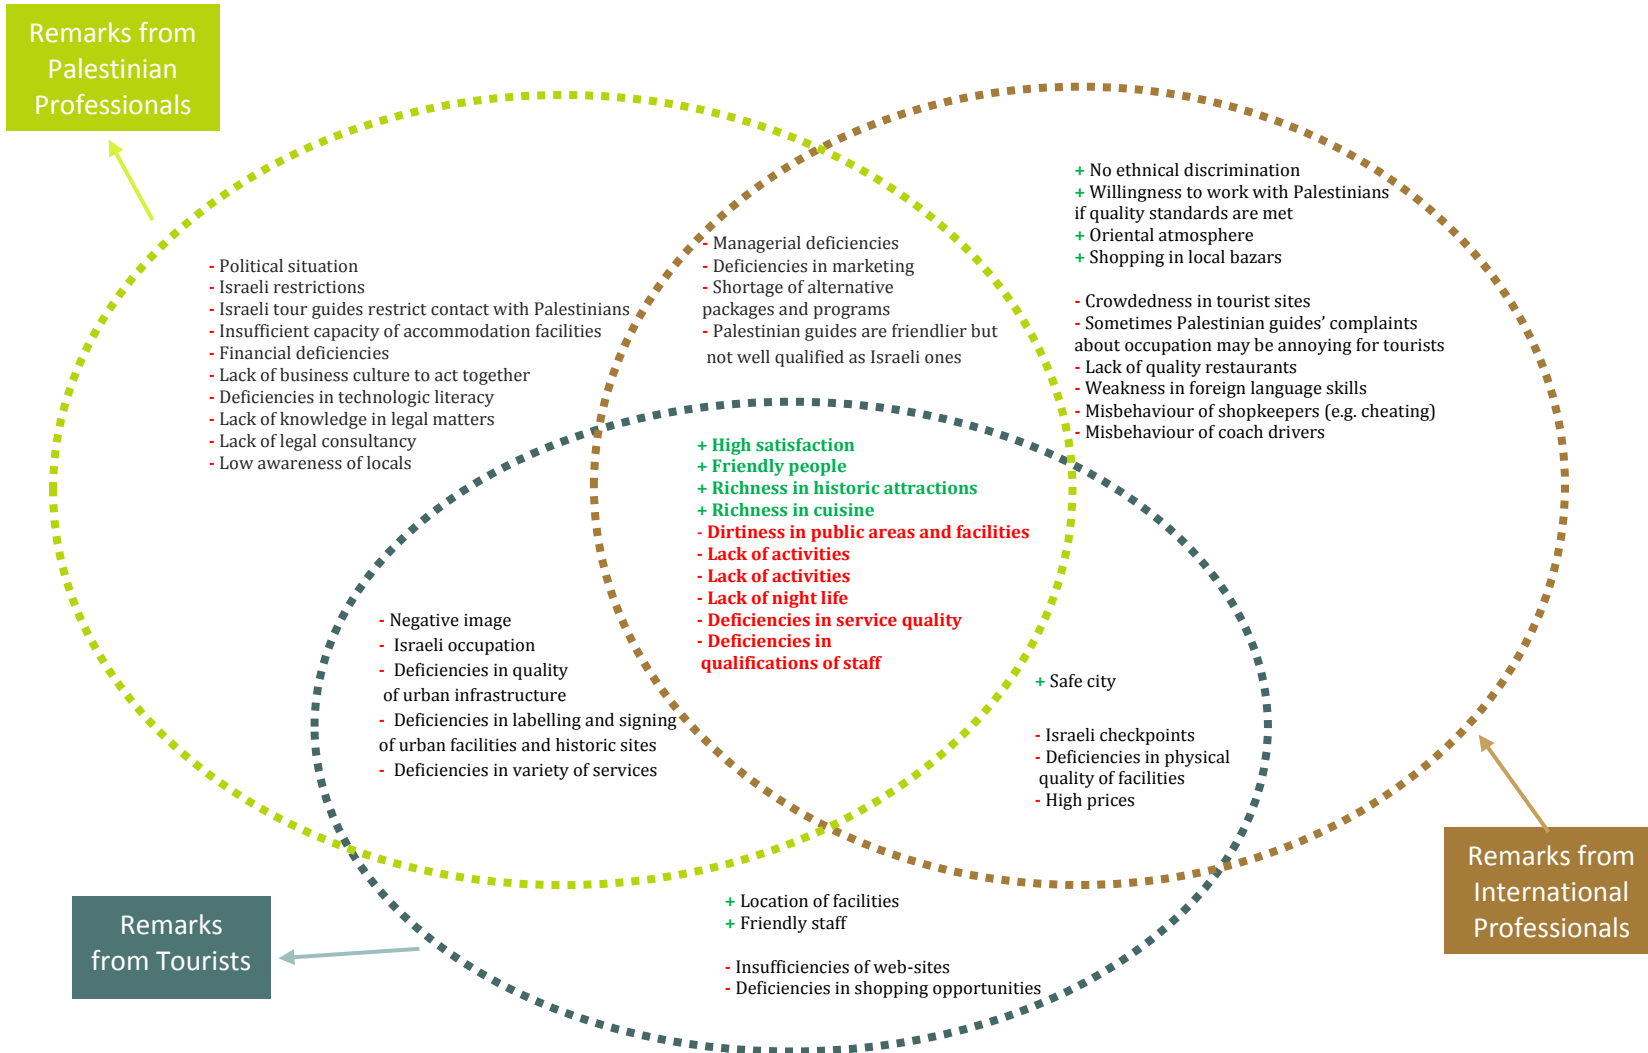 Remarks from
Palestinian
Professionals
- Political situation
- Israeli restrictions
- Israeli tour guides restrict contact with Palestinians
- Insufficient capacity of accommodation facilities
- Financial deficiencies
- Lack of business culture to act together
- Deficiencies in technologic literacy
- Lack of knowledge in legal matters
- Lack of legal consultancy
- Low awareness of locals
- Managerial deficiencies
- Deficiencies in marketing
- Shortage of alternative
packages and programs
- Palestinian guides are friendlier but
not well qualified as Israeli ones
+ No ethnical discrimination
+ Willingness to work with Palestinians
if quality standards are met
+ Oriental atmosphere
+ Shopping in local bazars
- Crowdedness in tourist sites
- Sometimes Palestinian guides’ complaints
about occupation may be annoying for tourists
- Lack of quality restaurants
- Weakness in foreign language skills
- Misbehaviour of shopkeepers (e.g. cheating)
- Misbehaviour of coach drivers
+ High satisfaction
+ Friendly people
+ Richness in historic attractions
+ Richness in cuisine
- Dirtiness in public areas and facilities
- Lack of activities
- Lack of activities
- Lack of night life
- Deficiencies in service quality
- Deficiencies in
qualifications of staff
- Negative image
- Israeli occupation
- Deficiencies in quality
of urban infrastructure
- Deficiencies in labelling and signing
of urban facilities and historic sites
- Deficiencies in variety of services
+ Safe city
- Israeli checkpoints
- Deficiencies in physical
quality of facilities
- High prices
+ Location of facilities
+ Friendly staff
- Insufficiencies of web-sites
- Deficiencies in shopping opportunities
Remarks
from Tourists
Remarks from
International
Professionals